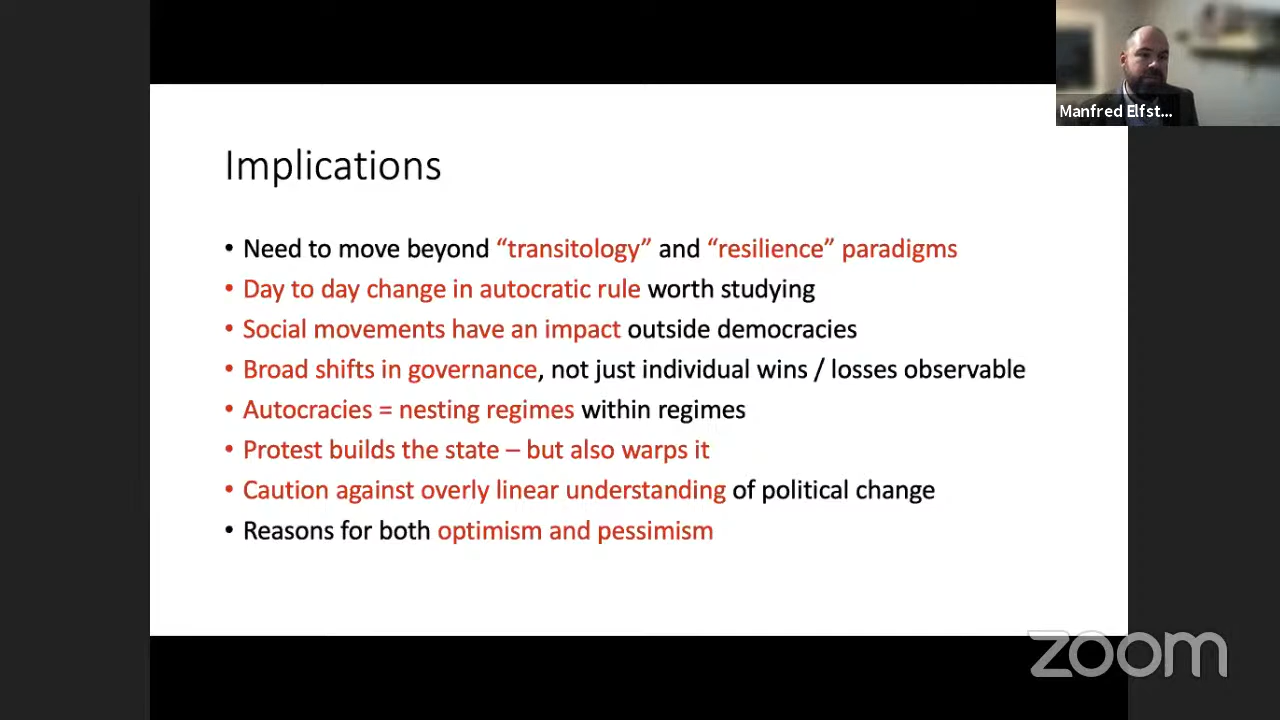 Manfred Elfst...
Implications
• Need to move beyond “transitology” and “resilience” paradigms
• Day to day change in autocratic rule worth studying
• Social movements have an impact outside democracies
• Broad shifts in governance, not just individual wins / losses observable
• Autocracies = nesting regimes within regimes
• Protest builds the state – but also warps it
• Caution against overly linear understanding of political change
• Reasons for both optimism and pessimism
zoom